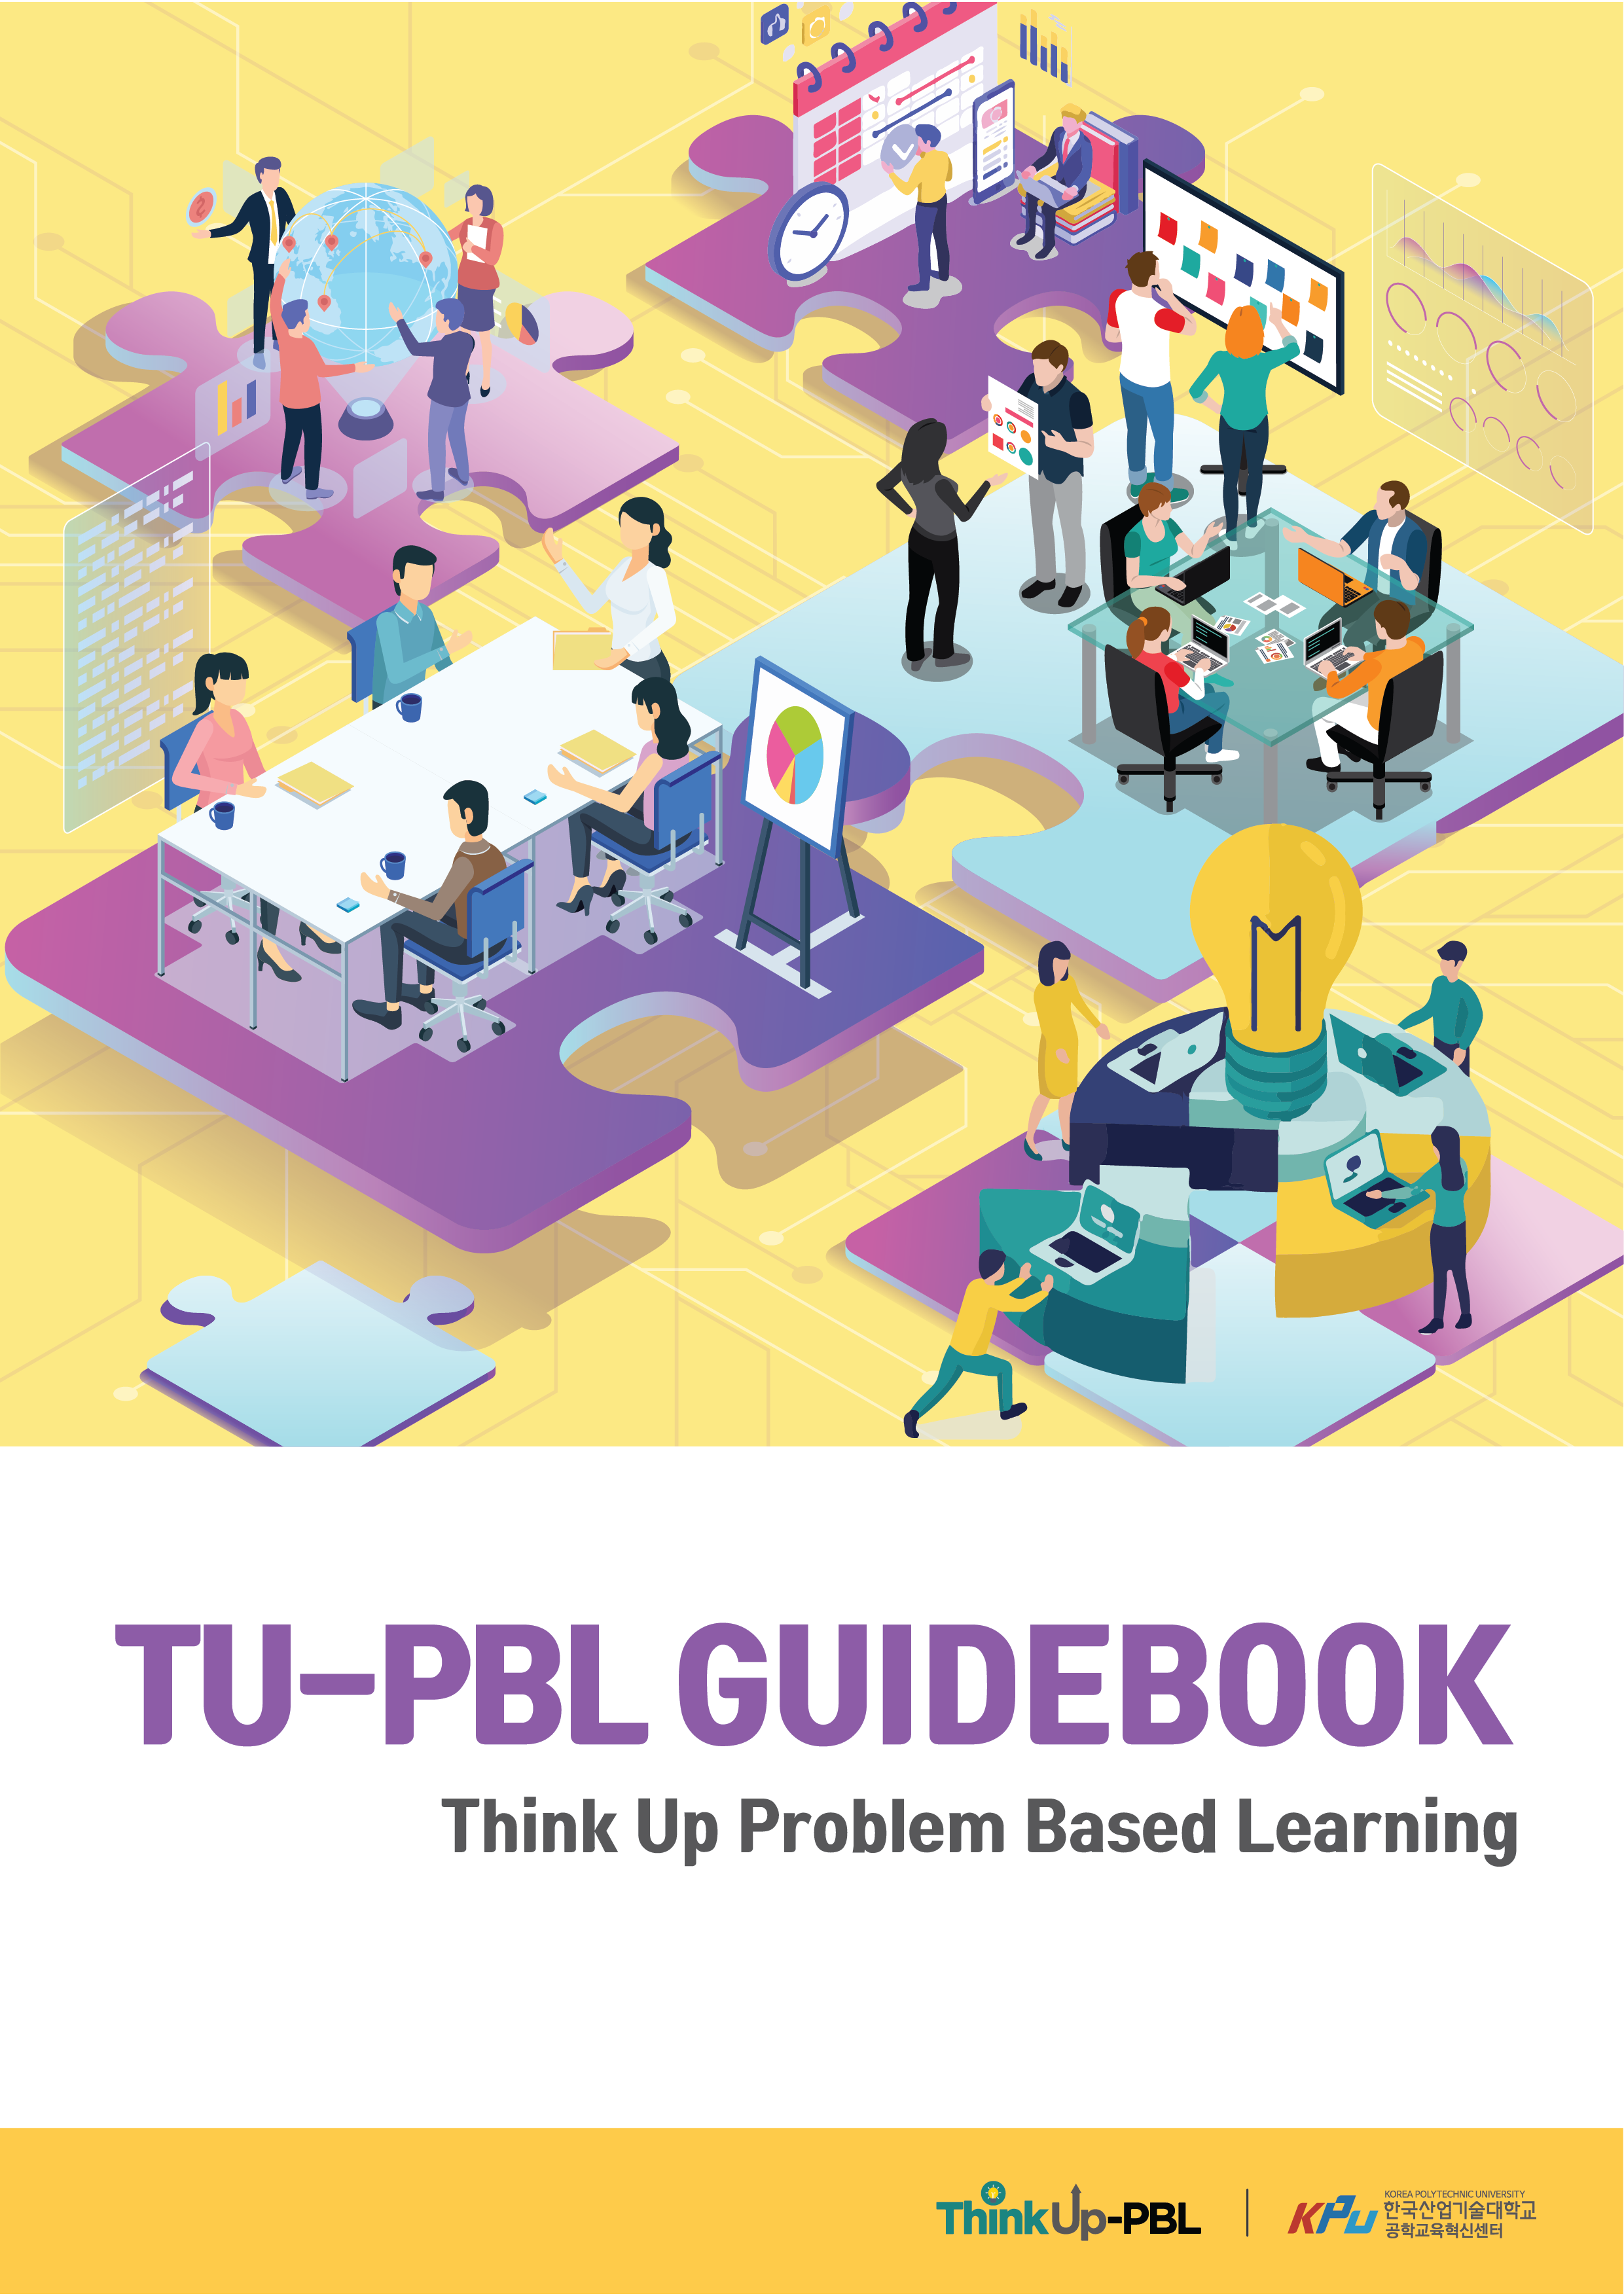 TU-PBL GUIDEBOOK
Think Up Problem Based Learning
ThinkUp-PBL
KPU
KOREA POLYTECHNIC UNIVERSITY
한국산업기술대학교
공학교육혁신센터